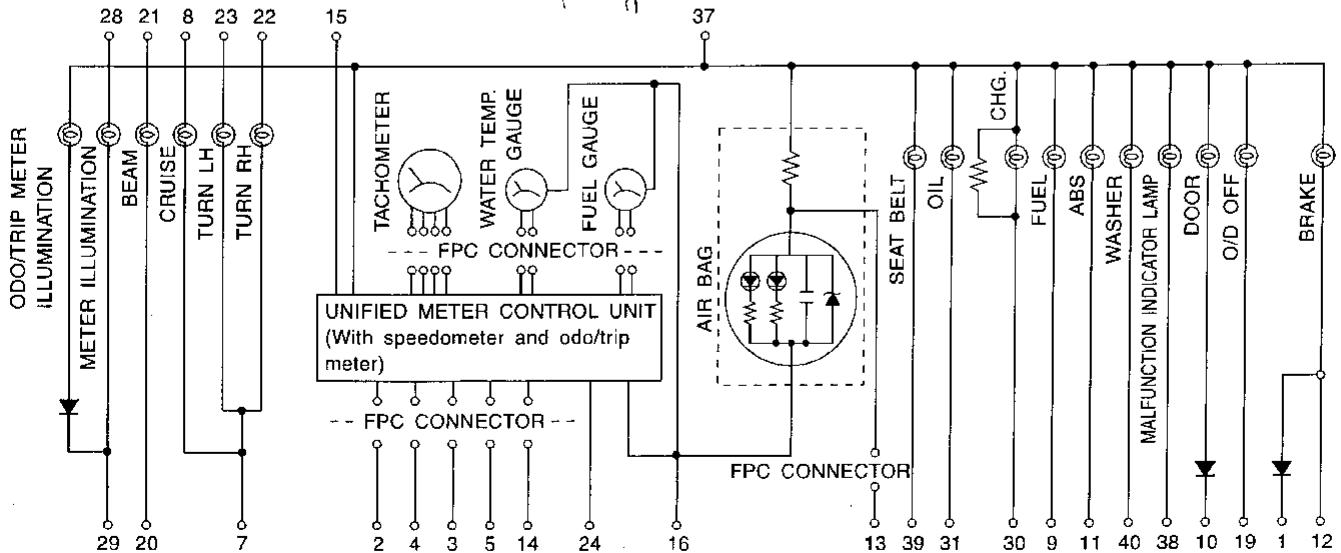 28 21 8 23 22 15 37
ODO/TRIP METER
ILLUMINATION
METER ILLUMINATION
BEAM
CRUISE
TURN LH
TURN RH
TACHOMETER
WATER TEMP.
GAUGE
FUEL GAUGE
-- FPC CONNECTOR ---
UNIFIED METER CONTROL UNIT
(With speedometer and odo/trip
meter)
-- FPC CONNECTOR --
AIR BAG
FPC CONNECTOR
SEAT BELT
OIL
CHG.
FUEL
ABS
WASHER
MALFUNCTION INDICATOR LAMP
DOOR
O/D OFF
BRAKE
29 20 7 2 4 3 5 14 24 16 13 39 31 30 9 11 40 38 10 19 1 12